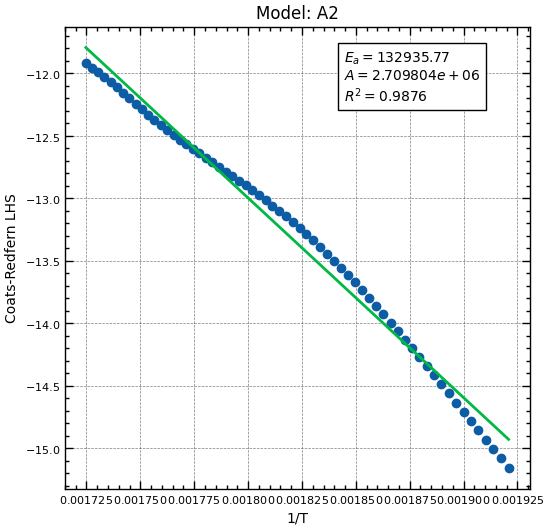 Model: A2
Eₐ = 132935.77
A = 2.709804e + 06
R² = 0.9876
Coats-Redfern LHS
−12.0
−12.5
−13.0
−13.5
−14.0
−14.5
−15.0
0.001725 0.001750 0.001775 0.001800 0.001825 0.001850 0.001875 0.001900 0.001925
1/T